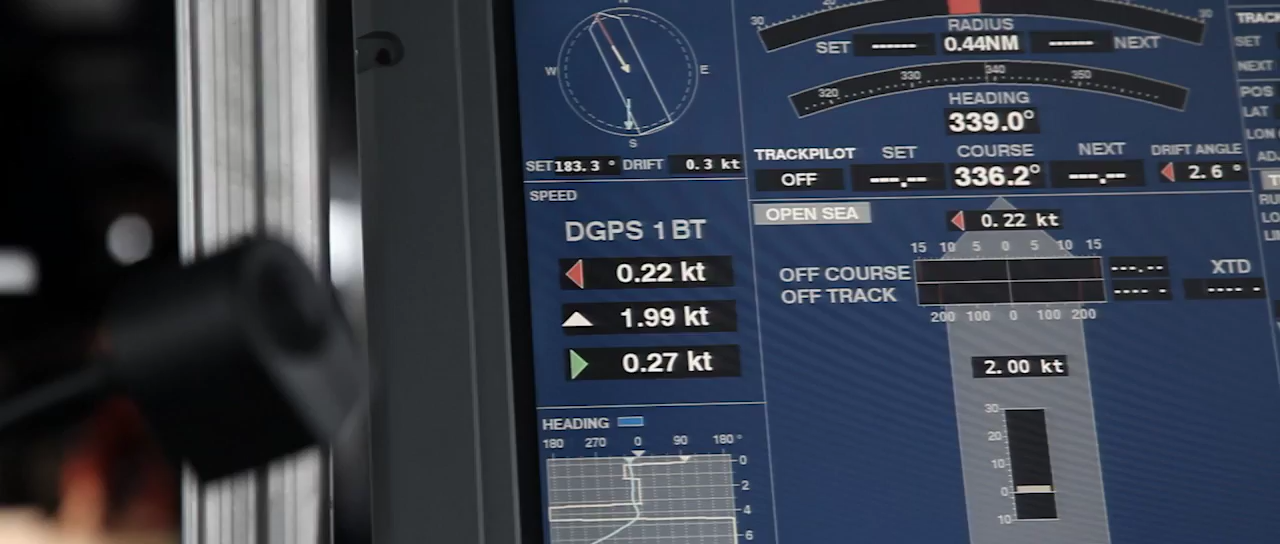 N
W
E
S
SET 183.3 ° DRIFT 0.3 kt
SPEED
DGPS 1 BT
0.22 kt
1.99 kt
0.27 kt
HEADING
180 270 0 90 180 °
0
2
4
6
30 20 30
RADIUS
SET ------ 0.44NM ------ NEXT
320 330 340 350
HEADING
339.0°
TRACKPILOT SET COURSE NEXT DRIFT ANGLE
OFF ---.-- 336.2° ---.-- 2.6 °
OPEN SEA
0.22 kt
15 10 5 0 5 10 15
OFF COURSE ---.-- XTD
OFF TRACK ---- -- ---- --
200 100 0 100 200
2.00 kt
30
20
10
0
10
SET
NEXT
POS
LAT